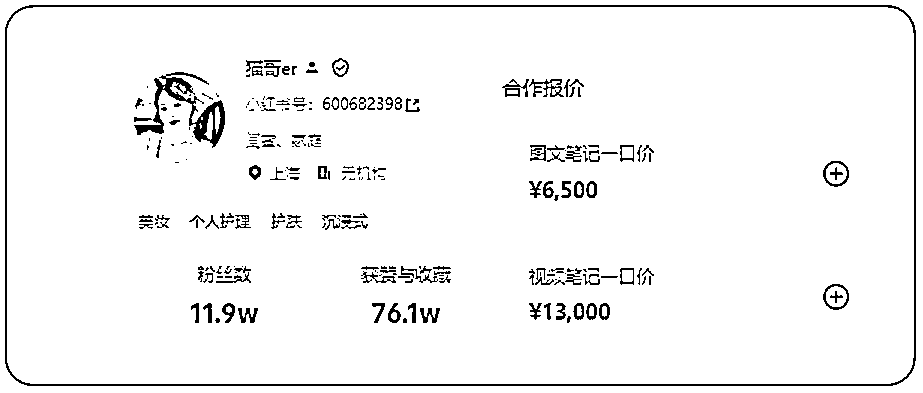 猫哥er
小红书号：600682398
复室、家庭
上海 无机构
美妆 个人护理 护肤 沉浸式
粉丝数 获赞与收藏
11.9w 76.1w
合作报价
图文笔记一口价
¥6,500
视频笔记一口价
¥13,000